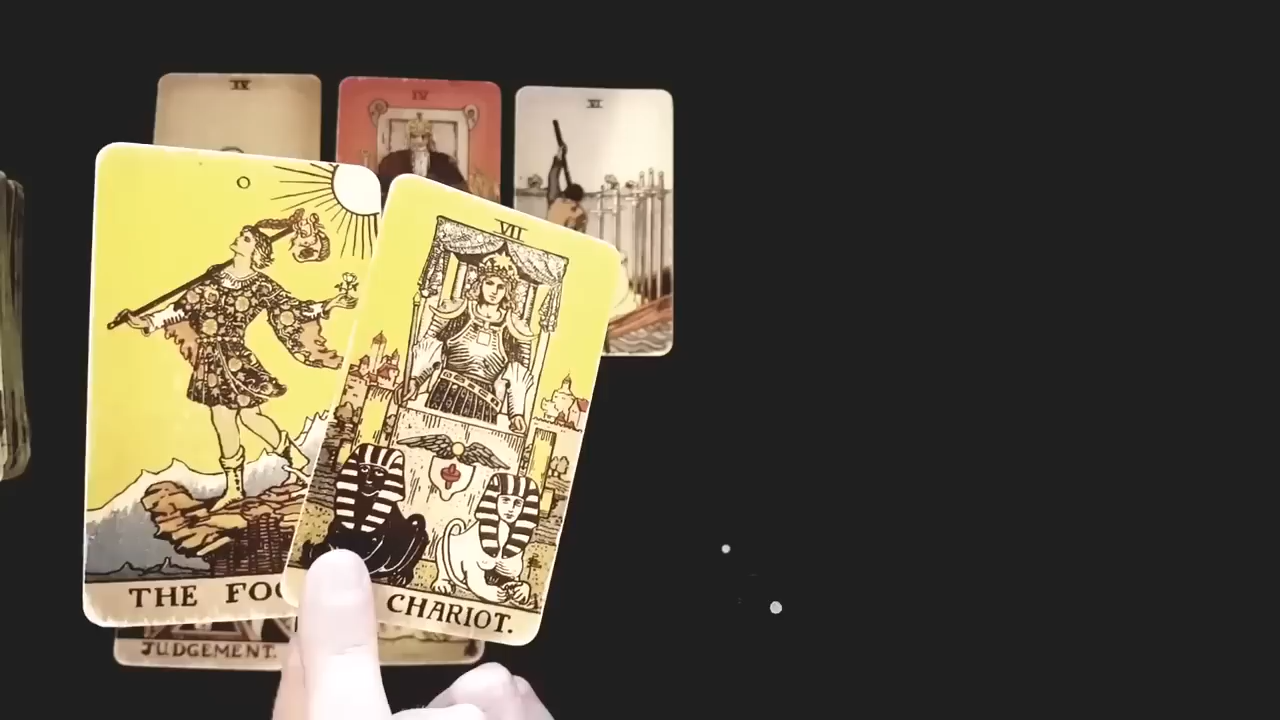 IV
IV
VI
VII
THE FOO
CHARIOT.
JUDGEMENT.